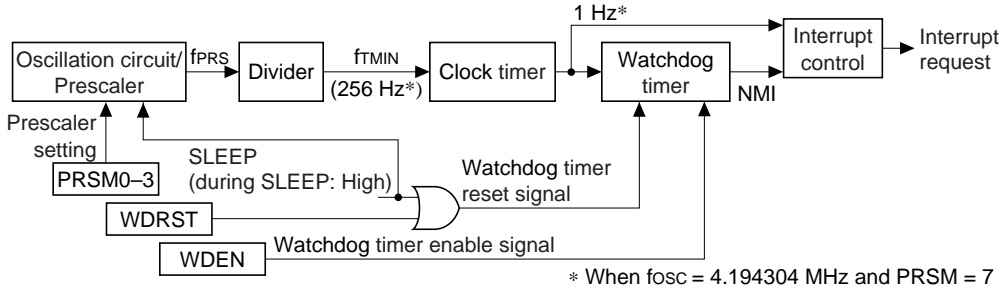 1 Hz*
Oscillation circuit/
Prescaler
fPRS
Divider
fTMIN
(256 Hz*)
Clock timer
Watchdog
timer
NMI
Interrupt
control
Interrupt
request
Prescaler
setting
PRSM0–3
SLEEP
(during SLEEP: High)
Watchdog timer
reset signal
WDRST
WDEN
Watchdog timer enable signal
* When fOSC = 4.194304 MHz and PRSM = 7